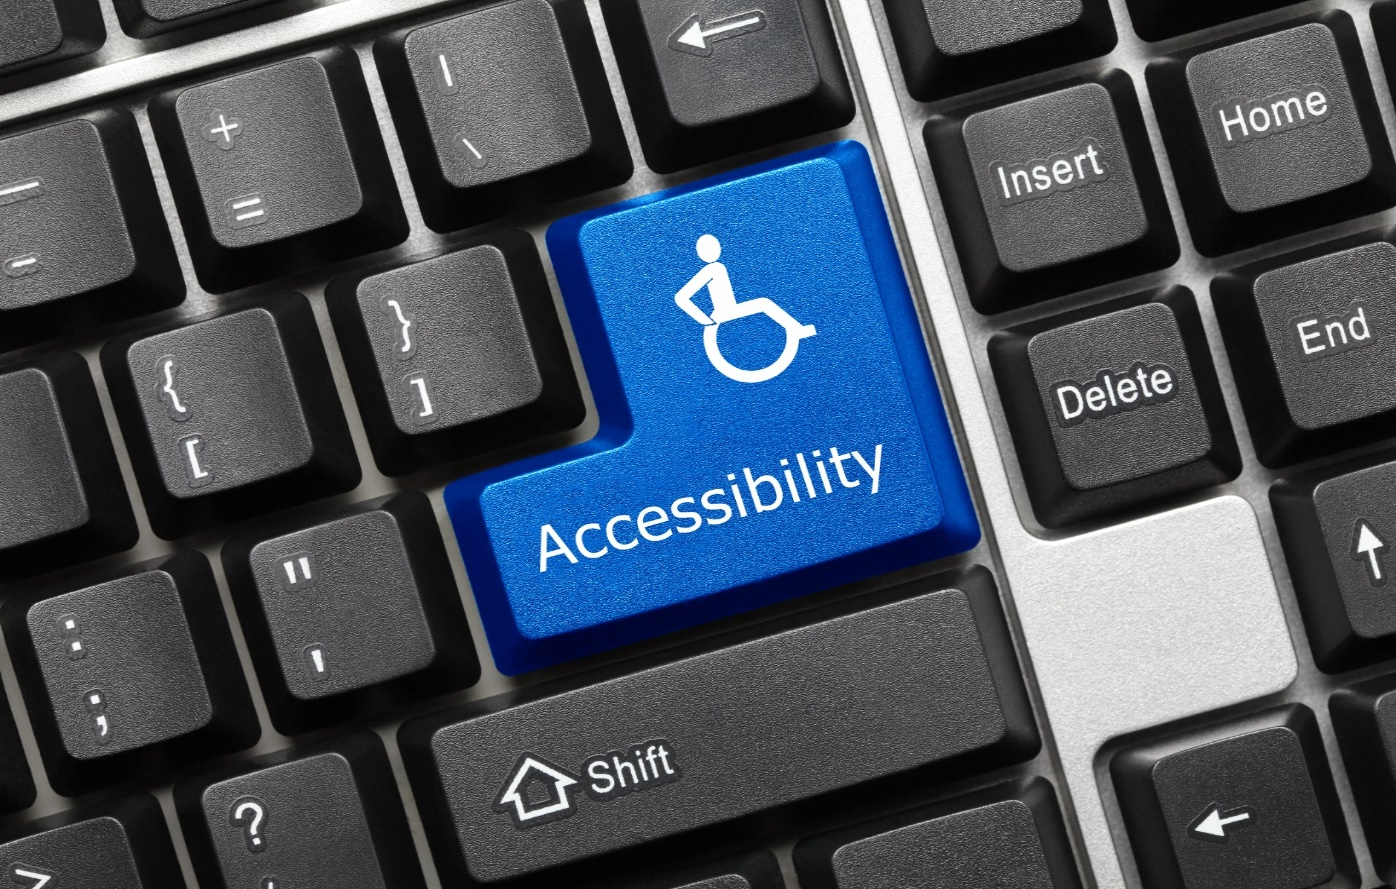 +
=
|
\
Insert
Home
—
-
{
[
}
]
Accessibility
Delete
End
:
;
"
'
Shift
?
>